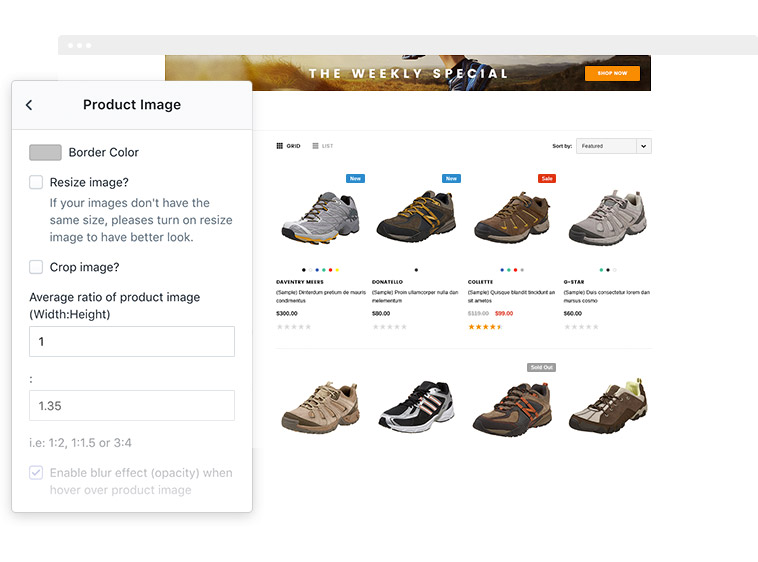 THE WEEKLY SPECIAL
SHOP NOW
Product Image
Border Color
Resize image?
If your images don't have the
same size, pleases turn on resize
image to have better look.
Crop image?
Average ratio of product image
(Width:Height)
1
:
1.35
i.e: 1:2, 1:1.5 or 3:4
Enable blur effect (opacity) when
hover over product image
GRID
LIST
Sort by:
Featured
New
New
Sale
DAVENTRY MEERS
(Sample) Dinterdum pretium de mauris
condimentus
$300.00
DONATELLO
(Sample) Prom ullamcorper nulla dan
melementum
$80.00
COLLETTE
(Sample) Quisque blandit tincidunt an
sit ametos
$119.00 $99.00
G-STAR
(Sample) Duis consectetur lorem dan
mursus cosmo
$60.00
Sold Out